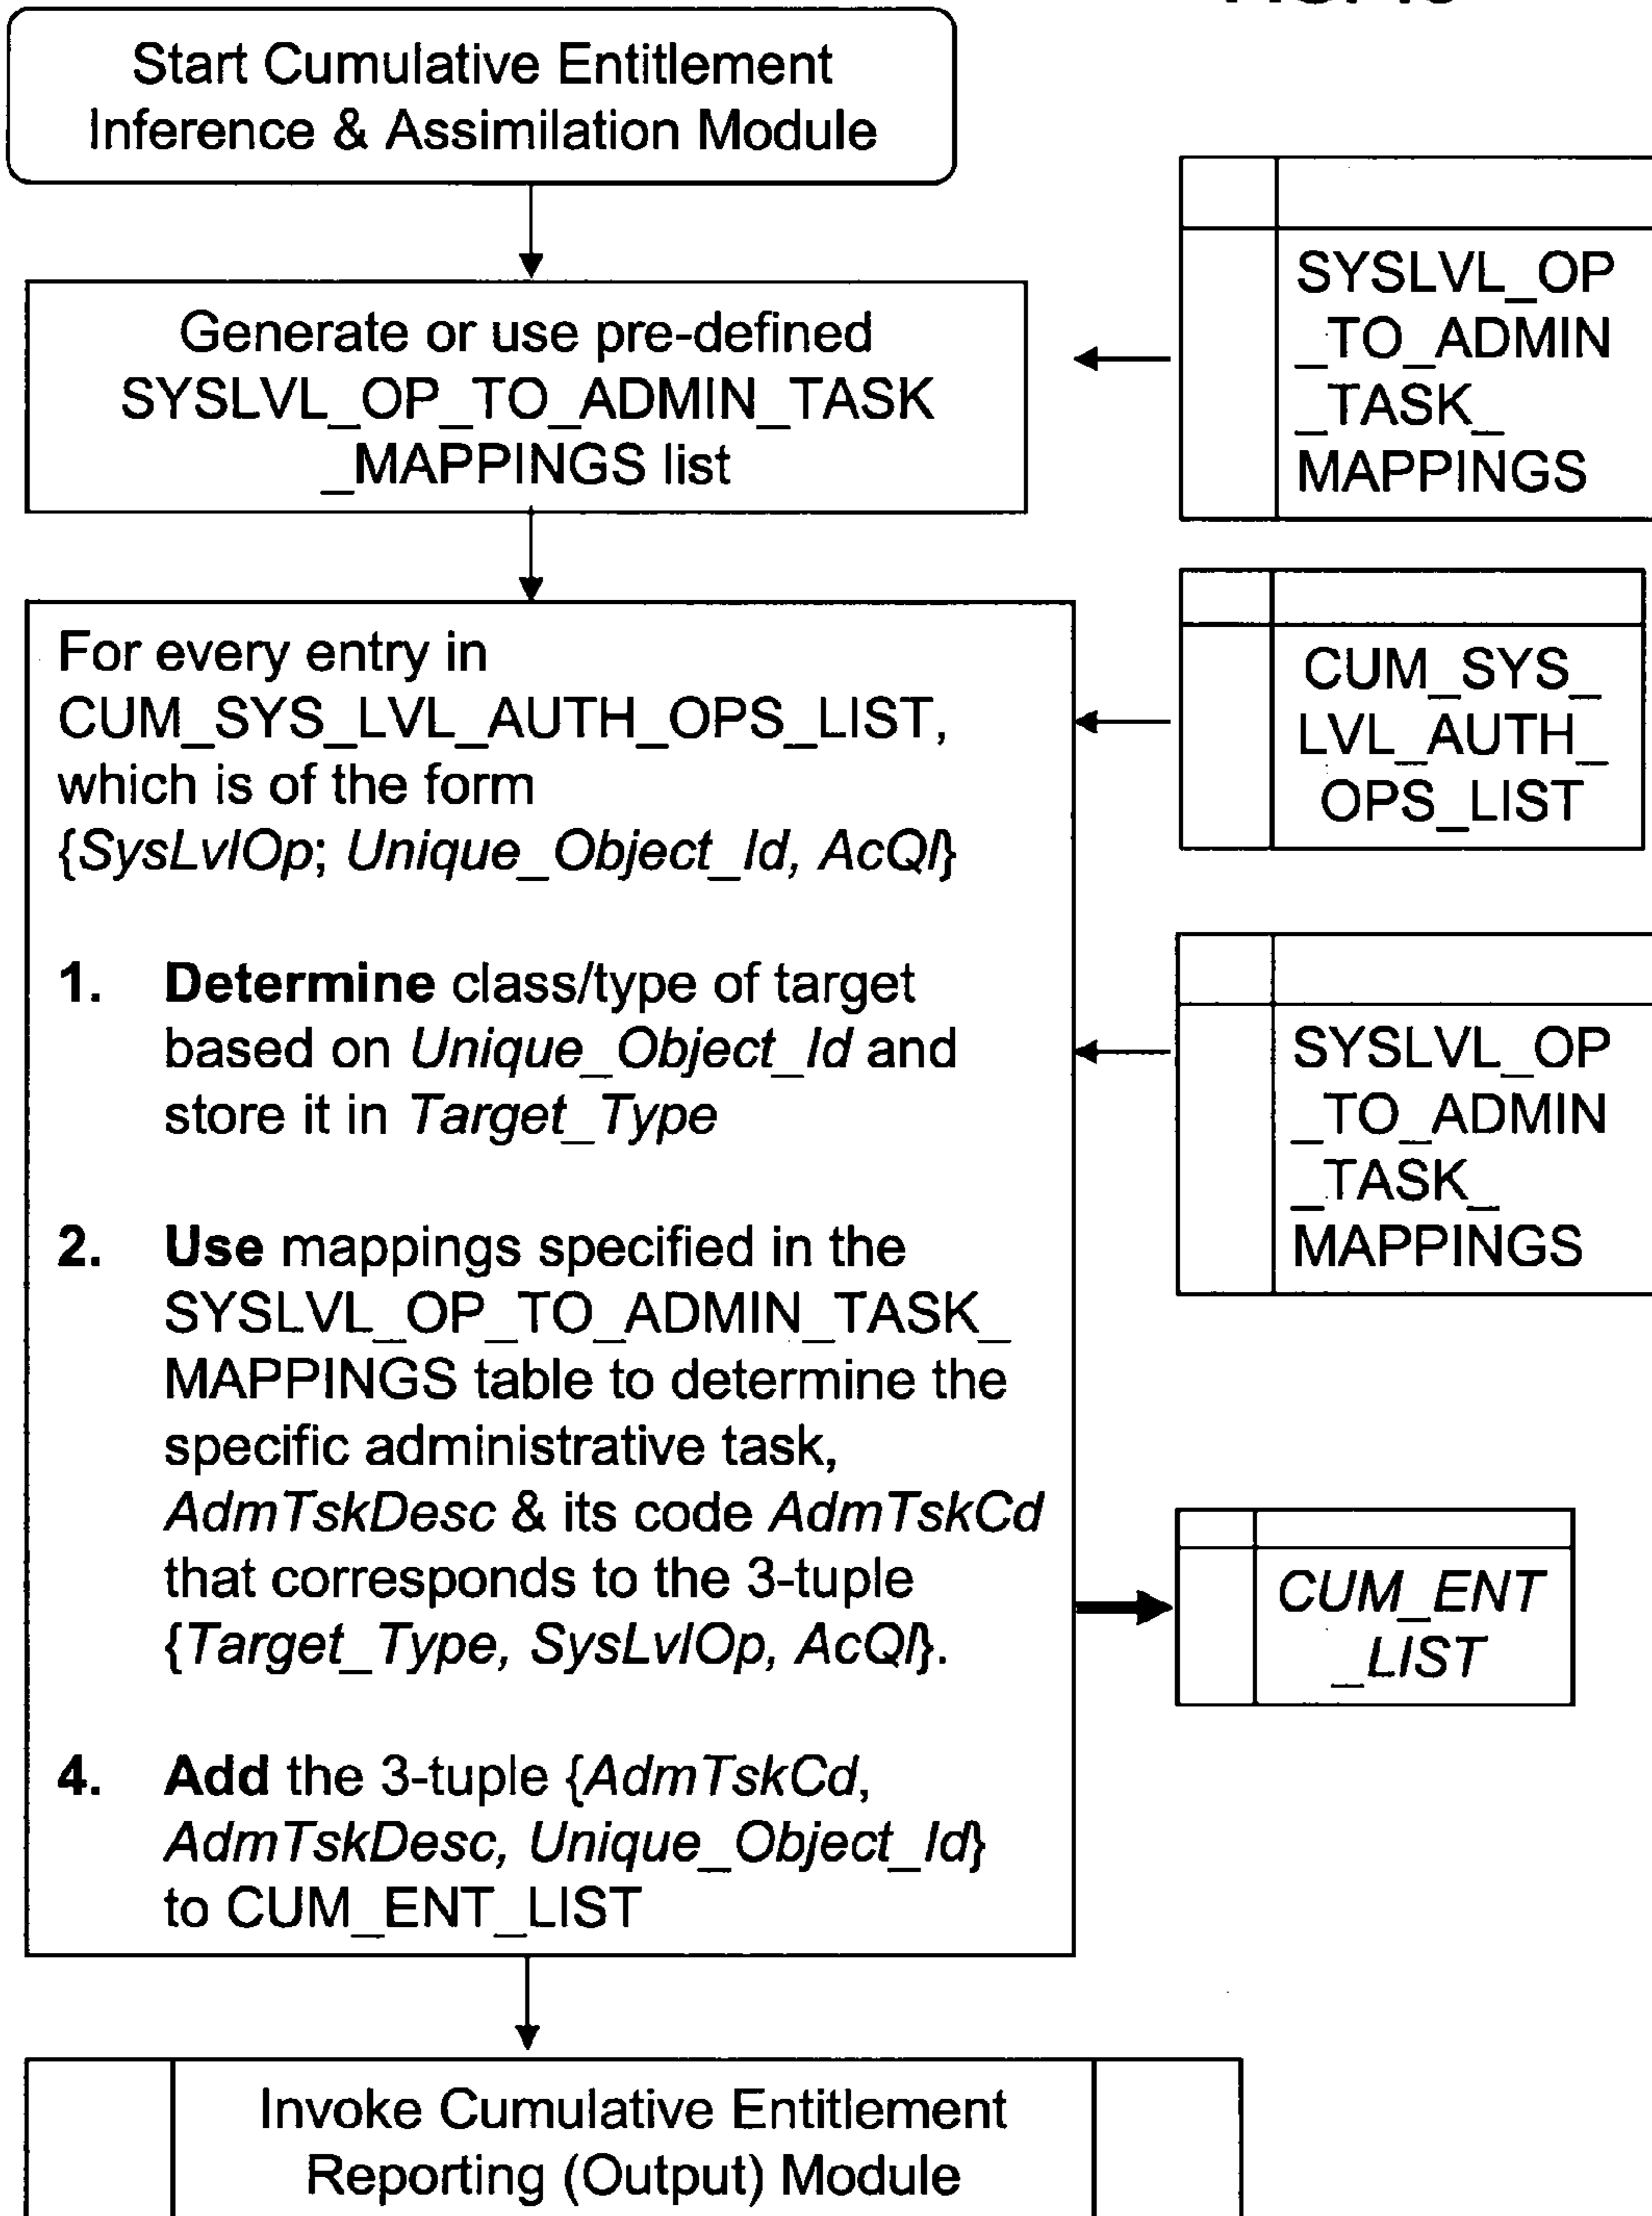 Start Cumulative Entitlement
Inference & Assimilation Module
Generate or use pre-defined
SYSLVL_OP_TO_ADMIN_TASK
_MAPPINGS list
SYSLVL_OP
_TO_ADMIN
_TASK_
MAPPINGS
For every entry in
CUM_SYS_LVL_AUTH_OPS_LIST,
which is of the form
{SysLvlOp; Unique_Object_Id, AcQl}
CUM_SYS_
LVL_AUTH_
OPS_LIST
1. Determine class/type of target
based on Unique_Object_Id and
store it in Target_Type
SYSLVL_OP
_TO_ADMIN
_TASK_
MAPPINGS
2. Use mappings specified in the
SYSLVL_OP_TO_ADMIN_TASK_
MAPPINGS table to determine the
specific administrative task,
AdmTskDesc & its code AdmTskCd
that corresponds to the 3-tuple
{Target_Type, SysLvlOp, AcQl}.
CUM_ENT
_LIST
4. Add the 3-tuple {AdmTskCd,
AdmTskDesc, Unique_Object_Id}
to CUM_ENT_LIST
Invoke Cumulative Entitlement
Reporting (Output) Module